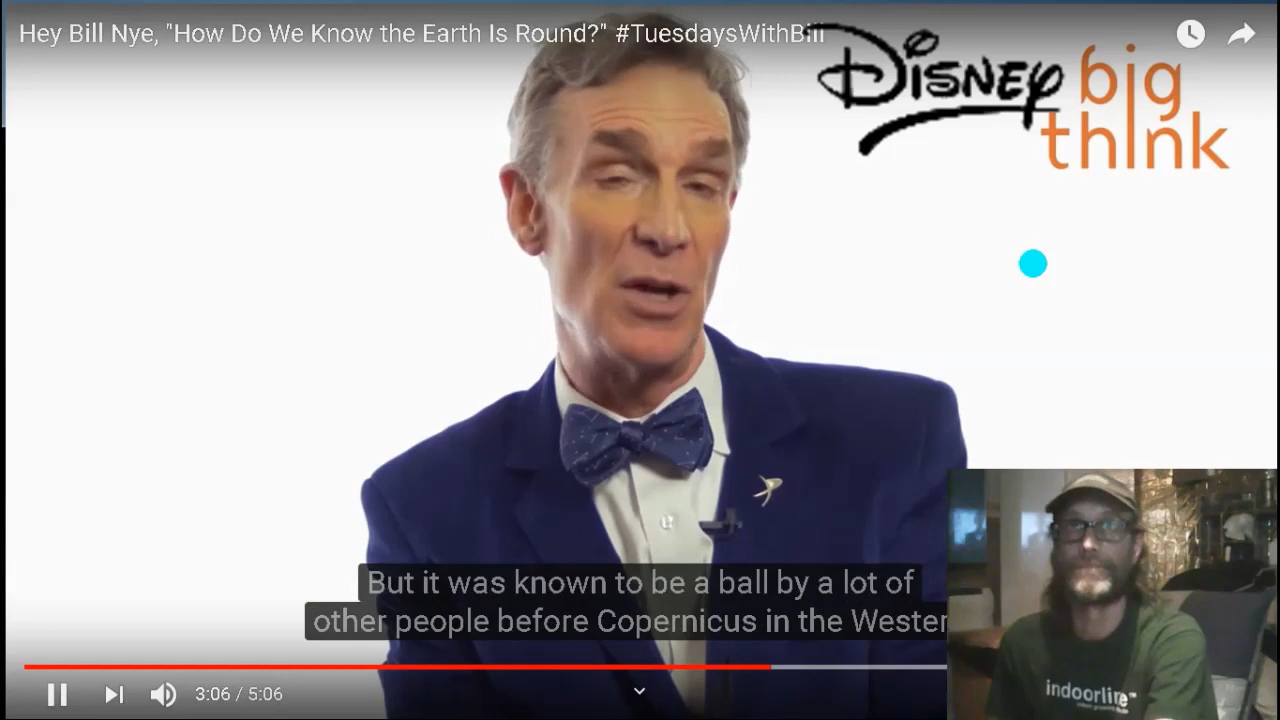 Hey Bill Nye, "How Do We Know the Earth Is Round?" #TuesdaysWithBill
Disney
big
think
But it was known to be a ball by a lot of
other people before Copernicus in the Wester
3:06 / 5:06
indoorlite™